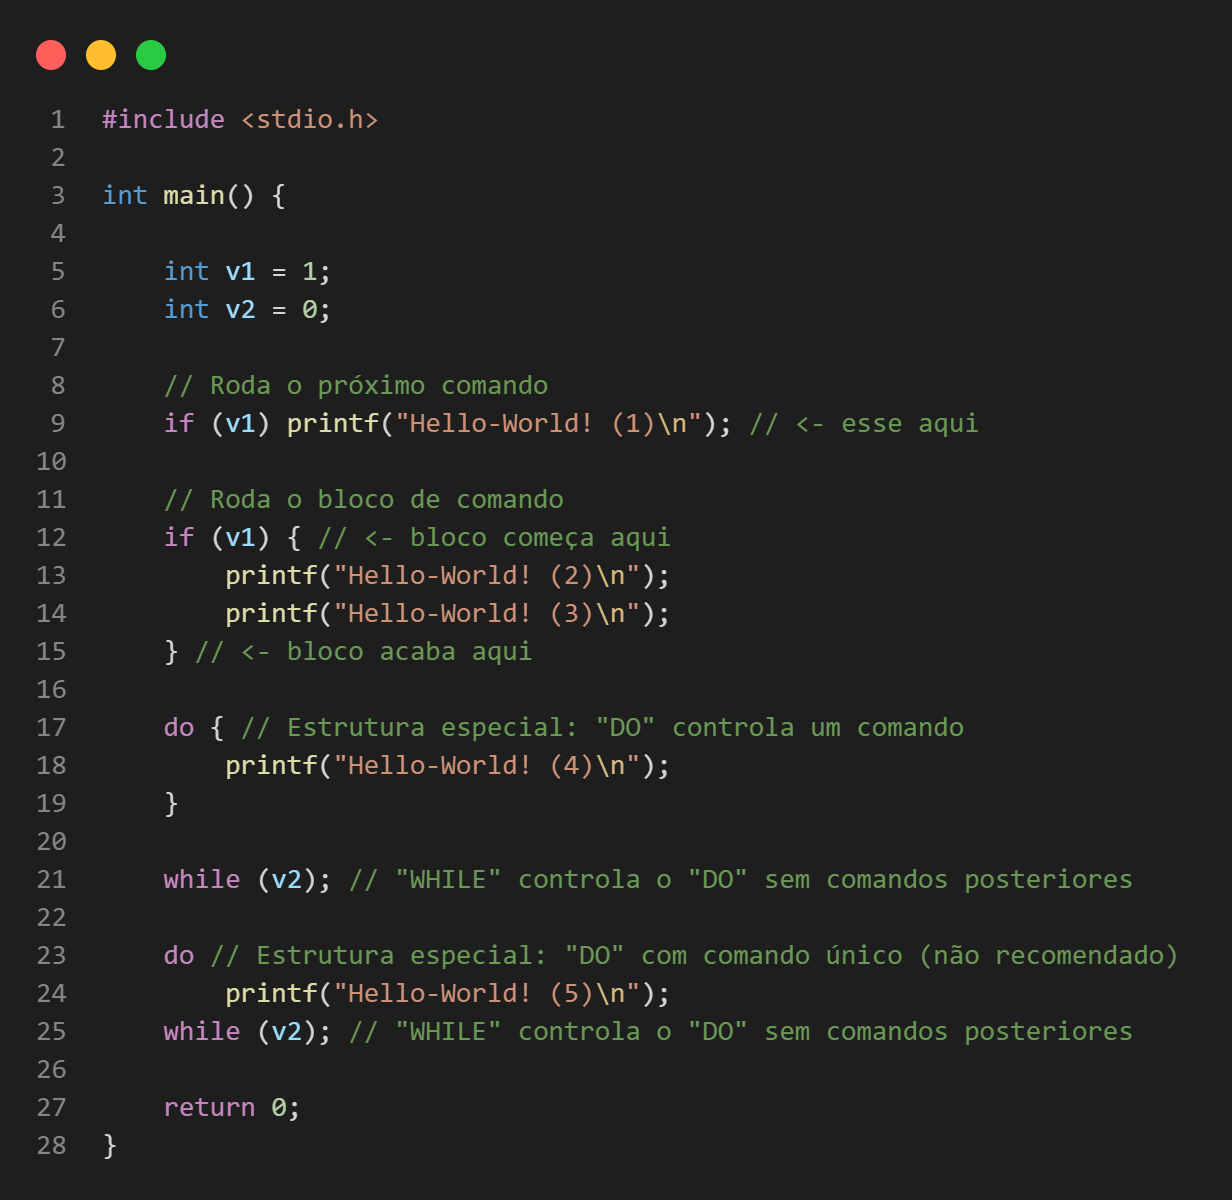 1 #include <stdio.h>
2
3 int main() {
4
5     int v1 = 1;
6     int v2 = 0;
7
8     // Roda o próximo comando
9     if (v1) printf("Hello-World! (1)\n"); // <- esse aqui
10
11     // Roda o bloco de comando
12     if (v1) { // <- bloco começa aqui
13         printf("Hello-World! (2)\n");
14         printf("Hello-World! (3)\n");
15     } // <- bloco acaba aqui
16
17     do { // Estrutura especial: "DO" controla um comando
18         printf("Hello-World! (4)\n");
19     }
20
21     while (v2); // "WHILE" controla o "DO" sem comandos posteriores
22
23     do // Estrutura especial: "DO" com comando único (não recomendado)
24         printf("Hello-World! (5)\n");
25     while (v2); // "WHILE" controla o "DO" sem comandos posteriores
26
27     return 0;
28 }